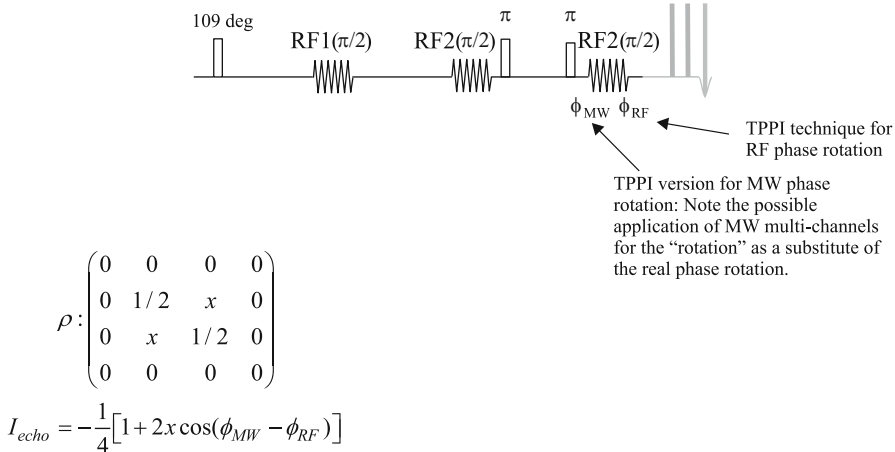 109 deg
RF1(π/2)
RF2(π/2)
π
π
RF2(π/2)
ϕMW
ϕRF
TPPI technique for
RF phase rotation
TPPI version for MW phase
rotation: Note the possible
application of MW multi-channels
for the “rotation” as a substitute of
the real phase rotation.
ρ : ( 0 0 0 0
0 1/2 x 0
0 x 1/2 0
0 0 0 0 )
I_echo = -1/4 [1 + 2x cos(ϕ_MW − ϕ_RF)]